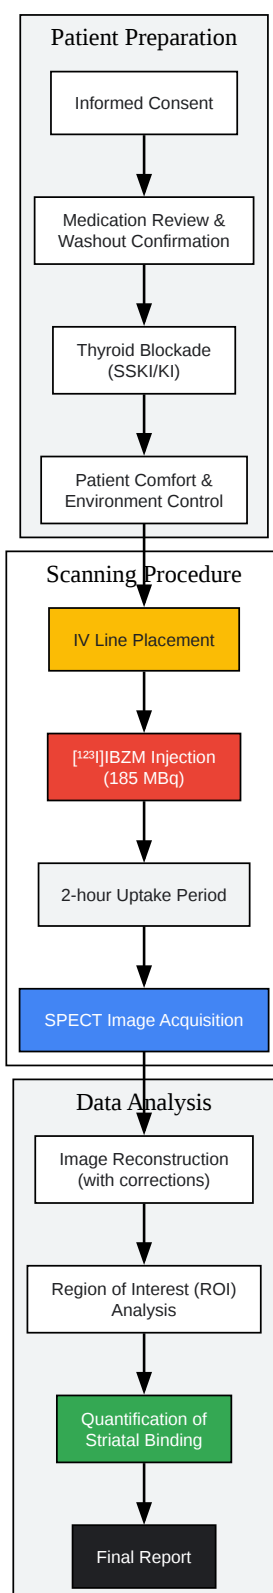 Patient Preparation
Informed Consent
Medication Review &
Washout Confirmation
Thyroid Blockade
(SSKI/KI)
Patient Comfort &
Environment Control
Scanning Procedure
IV Line Placement
[¹²³I]IBZM Injection
(185 MBq)
2-hour Uptake Period
SPECT Image Acquisition
Data Analysis
Image Reconstruction
(with corrections)
Region of Interest (ROI)
Analysis
Quantification of
Striatal Binding
Final Report